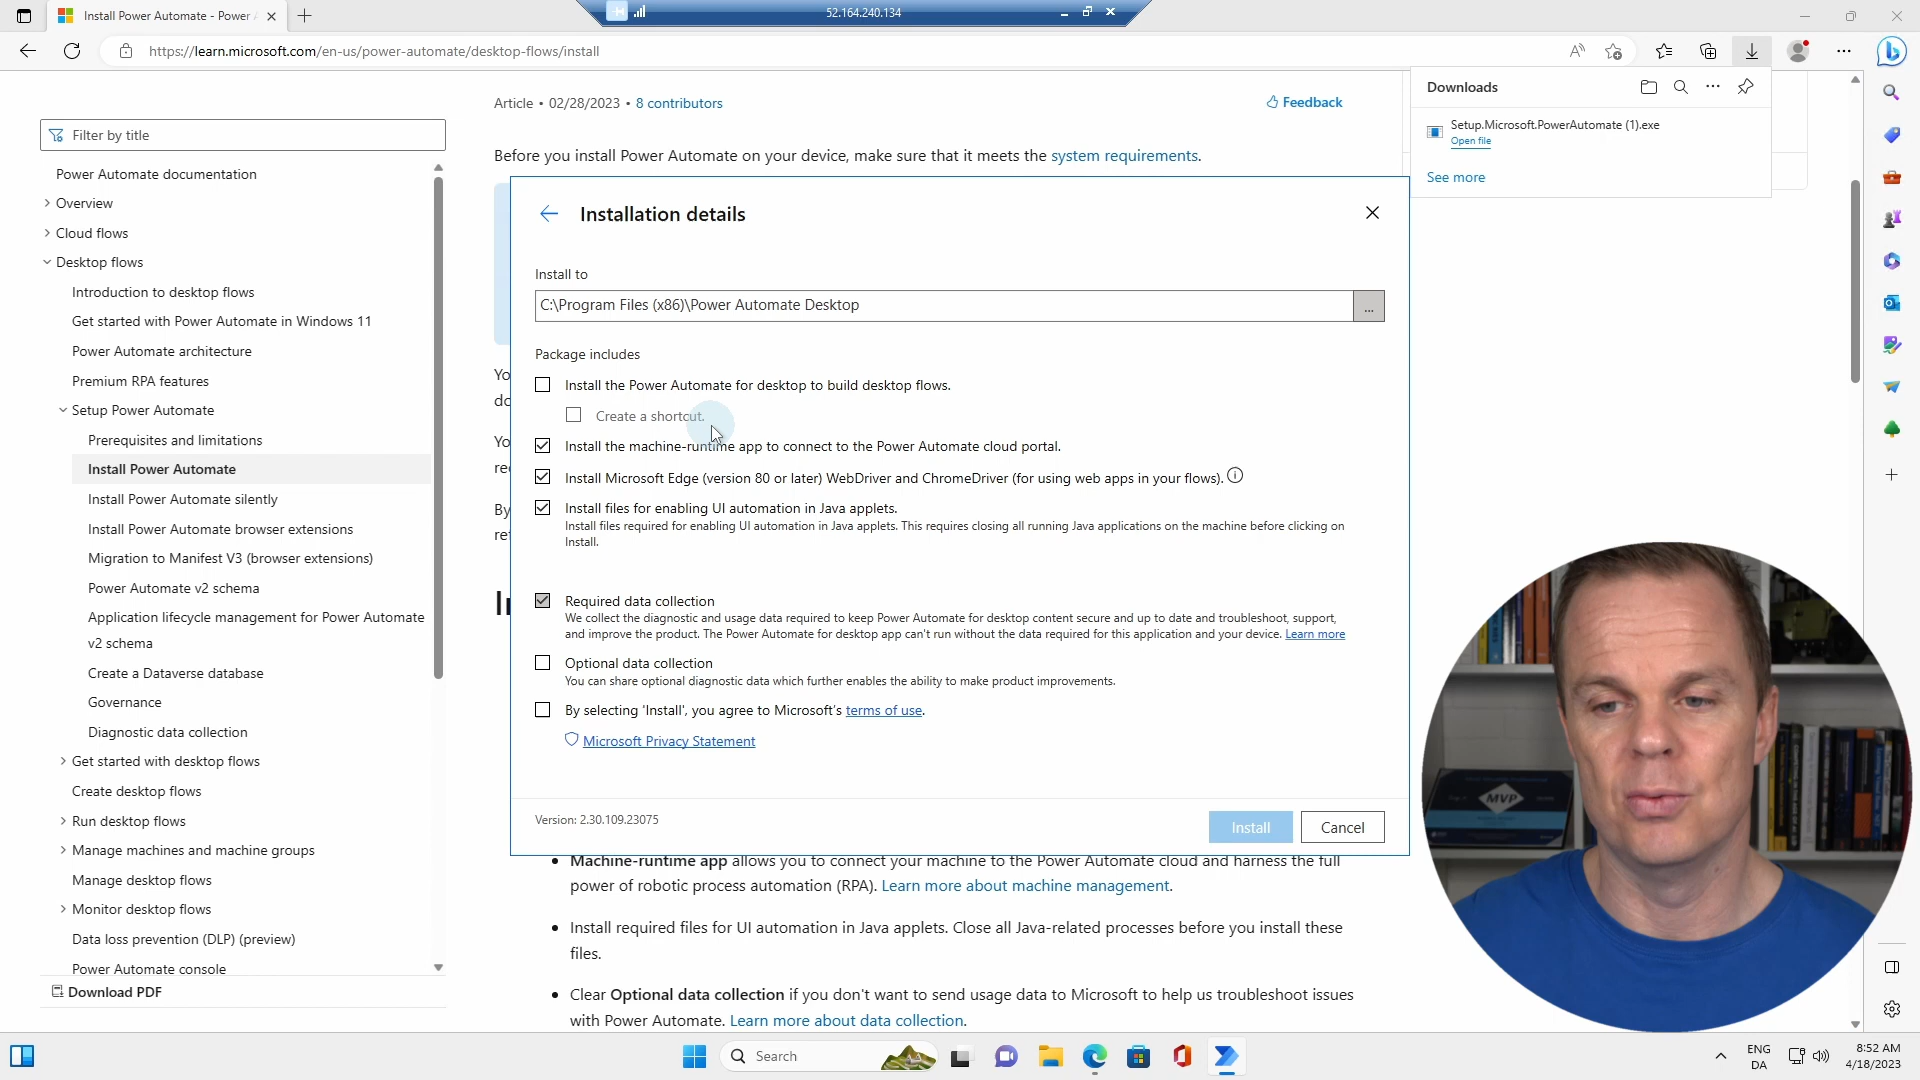 Install Power Automate - Power A
52.164.240.134
https://learn.microsoft.com/en-us/power-automate/desktop-flows/install
Article • 02/28/2023 • 8 contributors
Feedback
Before you install Power Automate on your device, make sure that it meets the system requirements.
Downloads
Setup.Microsoft.PowerAutomate (1).exe
Open file
See more
Filter by title
Power Automate documentation
Overview
Cloud flows
Desktop flows
Introduction to desktop flows
Get started with Power Automate in Windows 11
Power Automate architecture
Premium RPA features
Setup Power Automate
Prerequisites and limitations
Install Power Automate
Install Power Automate silently
Install Power Automate browser extensions
Migration to Manifest V3 (browser extensions)
Power Automate v2 schema
Application lifecycle management for Power Automate
v2 schema
Create a Dataverse database
Governance
Diagnostic data collection
Get started with desktop flows
Create desktop flows
Run desktop flows
Manage machines and machine groups
Manage desktop flows
Monitor desktop flows
Data loss prevention (DLP) (preview)
Power Automate console
Download PDF
Yo
do
Yo
re
By
ret
Installation details
Install to
C:\Program Files (x86)\Power Automate Desktop
...
Package includes
Install the Power Automate for desktop to build desktop flows.
Create a shortcut.
Install the machine-runtime app to connect to the Power Automate cloud portal.
Install Microsoft Edge (version 80 or later) WebDriver and ChromeDriver (for using web apps in your flows).
Install files for enabling UI automation in Java applets.
Install files required for enabling UI automation in Java applets. This requires closing all running Java applications on the machine before clicking on
Install.
Required data collection
We collect the diagnostic and usage data required to keep Power Automate for desktop content secure and up to date and troubleshoot, support,
and improve the product. The Power Automate for desktop app can't run without the data required for this application and your device. Learn more
Optional data collection
You can share optional diagnostic data which further enables the ability to make product improvements.
By selecting 'Install', you agree to Microsoft's terms of use.
Microsoft Privacy Statement
Version: 2.30.109.23075
Install
Cancel
• Machine-runtime app allows you to connect your machine to the Power Automate cloud and harness the full
power of robotic process automation (RPA). Learn more about machine management.
• Install required files for UI automation in Java applets. Close all Java-related processes before you install these
files.
• Clear Optional data collection if you don't want to send usage data to Microsoft to help us troubleshoot issues
with Power Automate. Learn more about data collection.
MVP
Search
ENG
DA
8:52 AM
4/18/2023